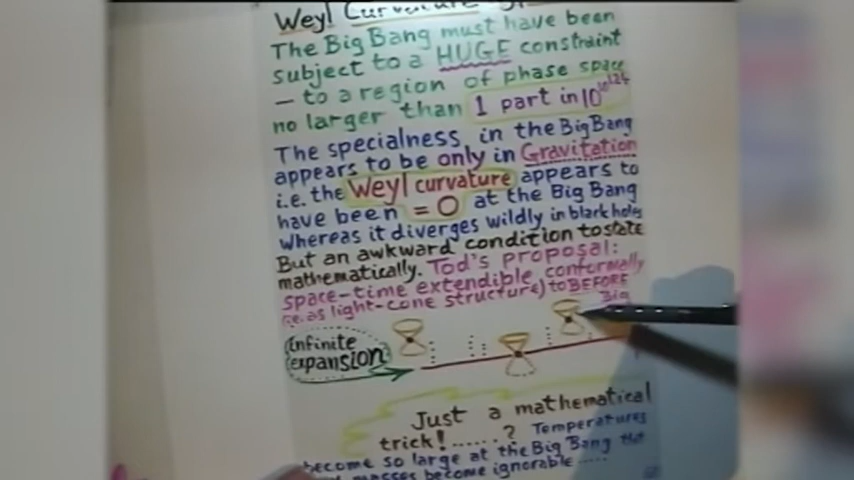 Weyl Curvature
The Big Bang must have been
subject to a HUGE constraint
– to a region of phase space
no larger than 1 part in 10^10^124
The specialness in the Big Bang
appears to be only in Gravitation
i.e. the Weyl curvature appears to
have been = 0 at the Big Bang
whereas it diverges wildly in black holes
But an awkward condition to state
mathematically. Tod's proposal:
space-time extendible conformally
(i.e. as light-cone structure) to BEFORE
Big
Infinite
expansion
Just a mathematical
trick!......? Temperatures
become so large at the Big Bang that
masses become ignorable .....